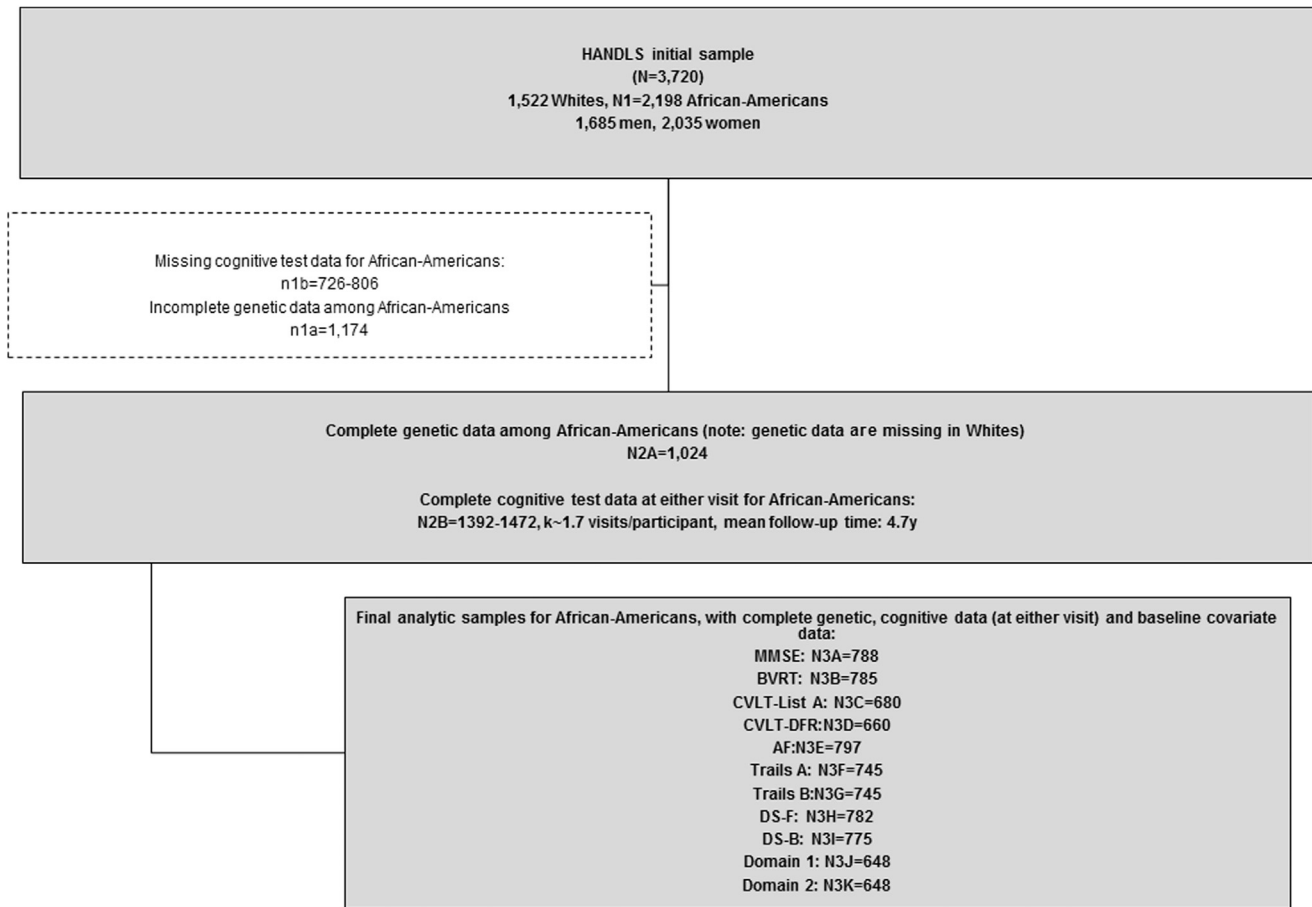 HANDLS initial sample
(N=3,720)
1,522 Whites, N1=2,198 African-Americans
1,685 men, 2,035 women
Missing cognitive test data for African-Americans:
n1b=726-806
Incomplete genetic data among African-Americans
n1a=1,174
Complete genetic data among African-Americans (note: genetic data are missing in Whites)
N2A=1,024
Complete cognitive test data at either visit for African-Americans:
N2B=1392-1472, k~1.7 visits/participant, mean follow-up time: 4.7y
Final analytic samples for African-Americans, with complete genetic, cognitive data (at either visit) and baseline covariate
data:
MMSE: N3A=788
BVRT: N3B=785
CVLT-List A: N3C=680
CVLT-DFR:N3D=660
AF:N3E=797
Trails A: N3F=745
Trails B:N3G=745
DS-F: N3H=782
DS-B: N3I=775
Domain 1: N3J=648
Domain 2: N3K=648